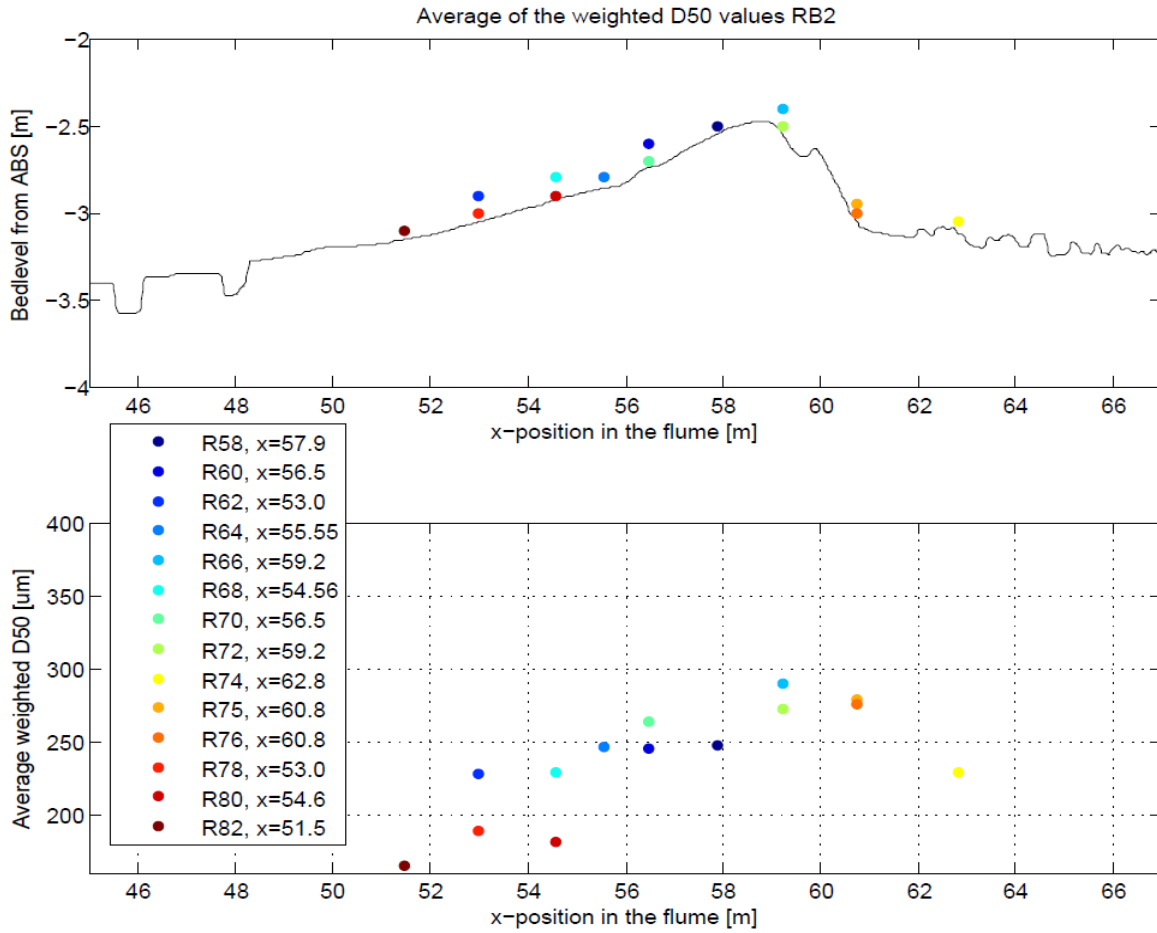 Average of the weighted D50 values RB2
Bedlevel from ABS [m]
−2
−2.5
−3
−3.5
−4
46 48 50 52 54 56 58 60 62 64 66
x−position in the flume [m]
R58, x=57.9
R60, x=56.5
R62, x=53.0
R64, x=55.55
R66, x=59.2
R68, x=54.56
R70, x=56.5
R72, x=59.2
R74, x=62.8
R75, x=60.8
R76, x=60.8
R78, x=53.0
R80, x=54.6
R82, x=51.5
Average weighted D50 [um]
400
350
300
250
200
46 48 50 52 54 56 58 60 62 64 66
x−position in the flume [m]